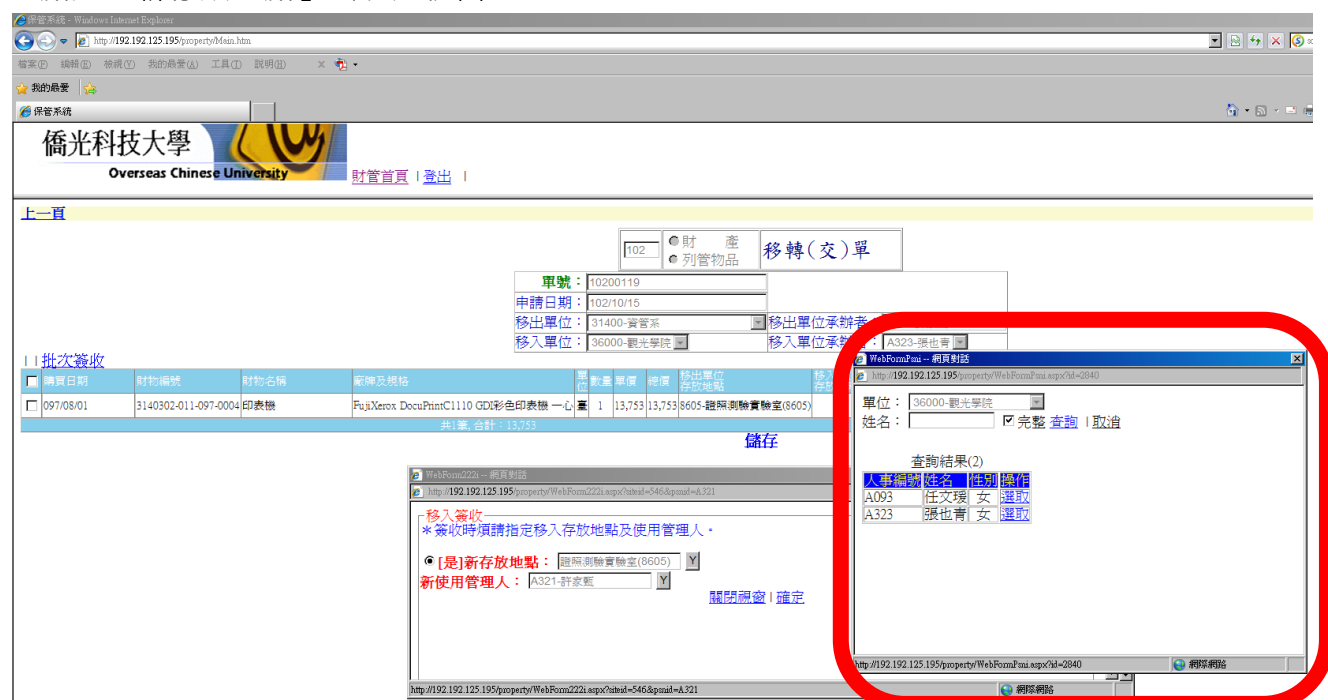 保管系統 - Windows Internet Explorer
http://192.192.125.195/property/Main.htm
檔案(F) 編輯(E) 檢視(V) 我的最愛(A) 工具(T) 說明(H) x
我的最愛
保管系統
僑光科技大學
Overseas Chinese University
財管首頁 | 登出 |
上一頁
102 財 產
列管物品
移轉(交)單
單號： 10200119
申請日期： 102/10/15
移出單位： 31400-資管系 移出單位承辦者
移入單位： 36000-觀光學院 移入單位承辦者： A323-張也青
| | 批次簽收
購買日期 財物編號 財物名稱 廠牌及規格 單位 數量 單價 總價 移出單位存放地點
097/08/01 3140302-011-097-0004 印表機 FujiXerox DocuPrintC1110 GDI彩色印表機 一心 臺 1 13,753 13,753 8605-證照測驗實驗室(8605)
共1筆, 合計：13,753
儲存
WebForm222i -- 網頁對話
http://192.192.125.195/property/WebForm222i.aspx?siteid=546&psnid=A321
移入簽收
＊簽收時煩請指定移入存放地點及使用管理人。
[是]新存放地點： 證照測驗實驗室(8605) Y
新使用管理人： A321-許家甄 Y
關閉視窗 | 確定
http://192.192.125.195/property/WebForm222i.aspx?siteid=546&psnid=A321
網際網路
WebFormPsni -- 網頁對話
http://192.192.125.195/property/WebFormPsni.aspx?id=2840
單位： 36000-觀光學院
姓名： 完整 查詢 | 取消
查詢結果(2)
人事編號 姓名 性別 操作
A093 任文瑗 女 選取
A323 張也青 女 選取
http://192.192.125.195/property/WebFormPsni.aspx?id=2840
網際網路